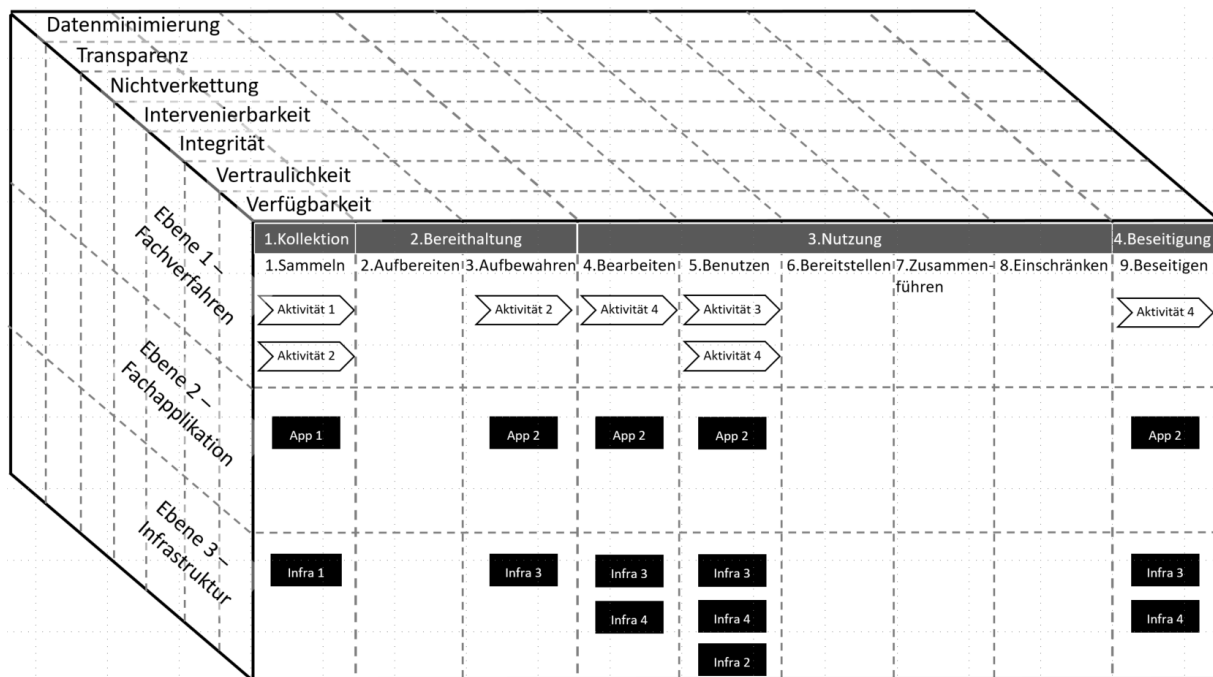 Datenminimierung
Transparenz
Nichtverkettung
Intervenierbarkeit
Integrität
Vertraulichkeit
Verfügbarkeit
Ebene 1 –
Fachverfahren
Ebene 2 –
Fachapplikation
Ebene 3 –
Infrastruktur
1.Kollektion 2.Bereithaltung 3.Nutzung 4.Beseitigung
1.Sammeln 2.Aufbereiten 3.Aufbewahren 4.Bearbeiten 5.Benutzen 6.Bereitstellen 7.Zusammen- 8.Einschränken 9.Beseitigen
führen
Aktivität 1 Aktivität 2 Aktivität 4 Aktivität 3 Aktivität 4
Aktivität 2 Aktivität 4
App 1 App 2 App 2 App 2 App 2
Infra 1 Infra 3 Infra 3 Infra 3 Infra 3
Infra 4 Infra 4 Infra 4
Infra 2